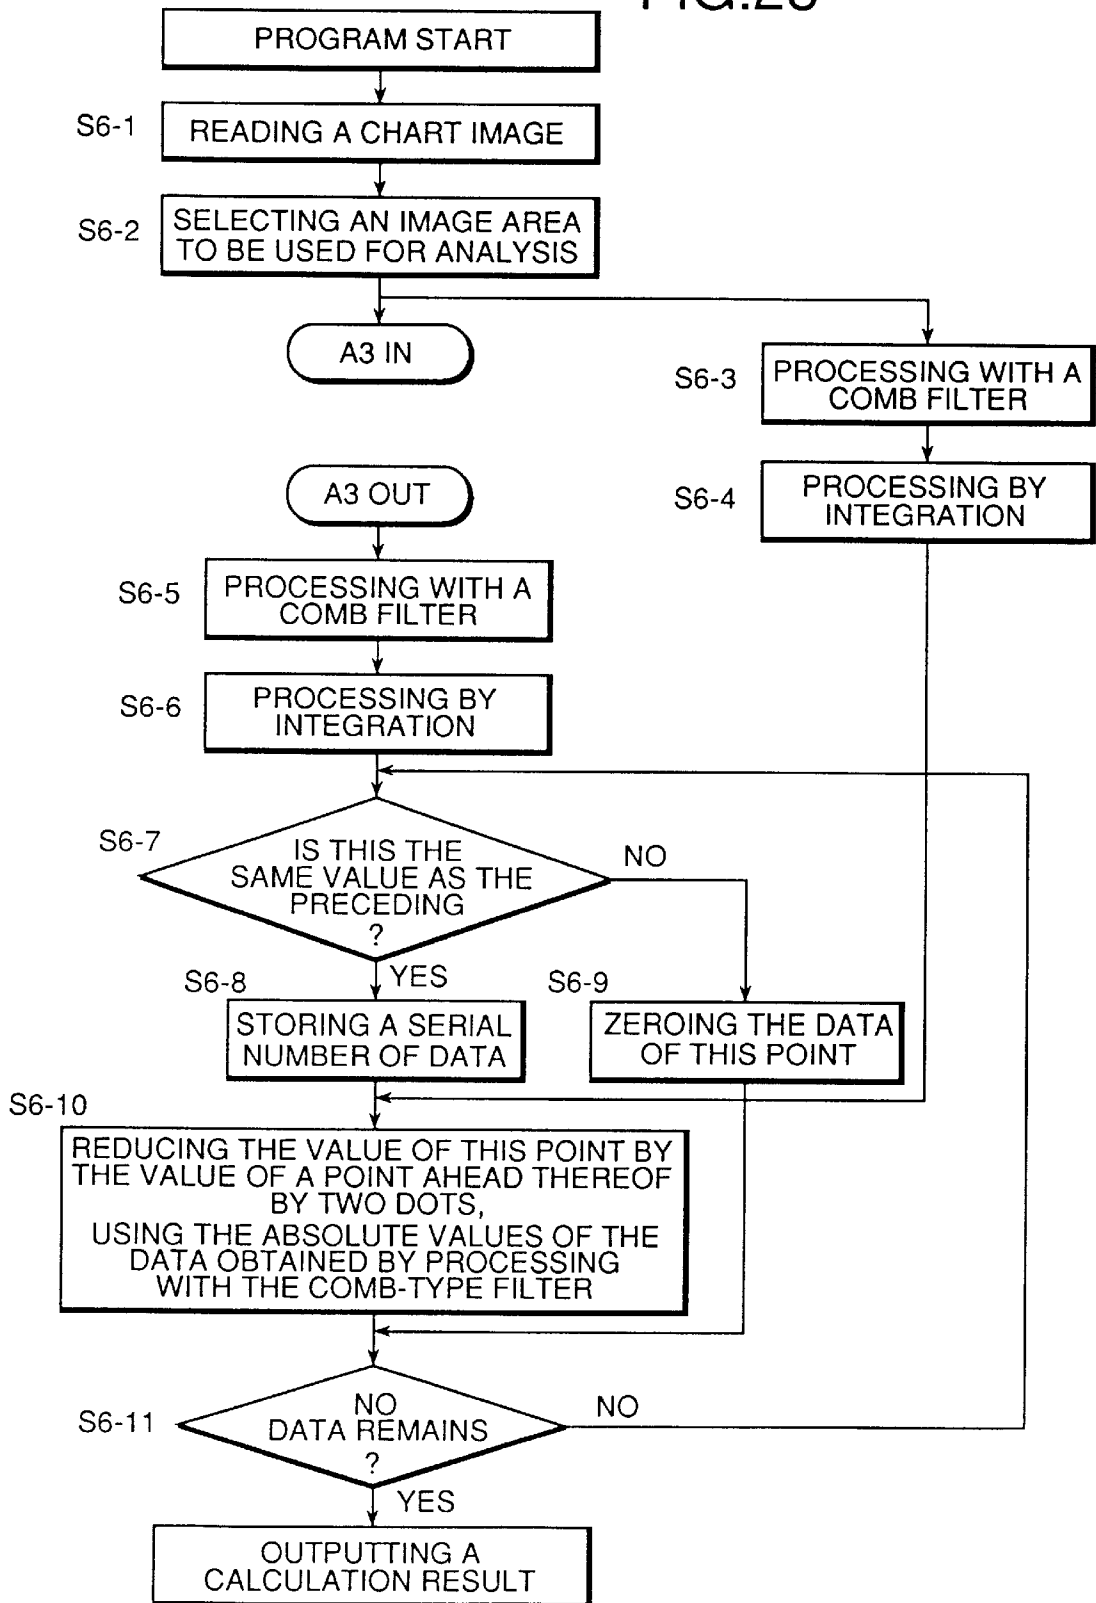 PROGRAM START
S6-1
READING A CHART IMAGE
S6-2
SELECTING AN IMAGE AREA
TO BE USED FOR ANALYSIS
A3 IN
S6-3
PROCESSING WITH A
COMB FILTER
A3 OUT
S6-4
PROCESSING BY
INTEGRATION
S6-5
PROCESSING WITH A
COMB FILTER
S6-6
PROCESSING BY
INTEGRATION
S6-7
IS THIS THE
SAME VALUE AS THE
PRECEDING
?
NO
YES
S6-8
STORING A SERIAL
NUMBER OF DATA
S6-9
ZEROING THE DATA
OF THIS POINT
S6-10
REDUCING THE VALUE OF THIS POINT BY
THE VALUE OF A POINT AHEAD THEREOF
BY TWO DOTS,
USING THE ABSOLUTE VALUES OF THE
DATA OBTAINED BY PROCESSING
WITH THE COMB-TYPE FILTER
S6-11
NO
DATA REMAINS
?
NO
YES
OUTPUTTING A
CALCULATION RESULT